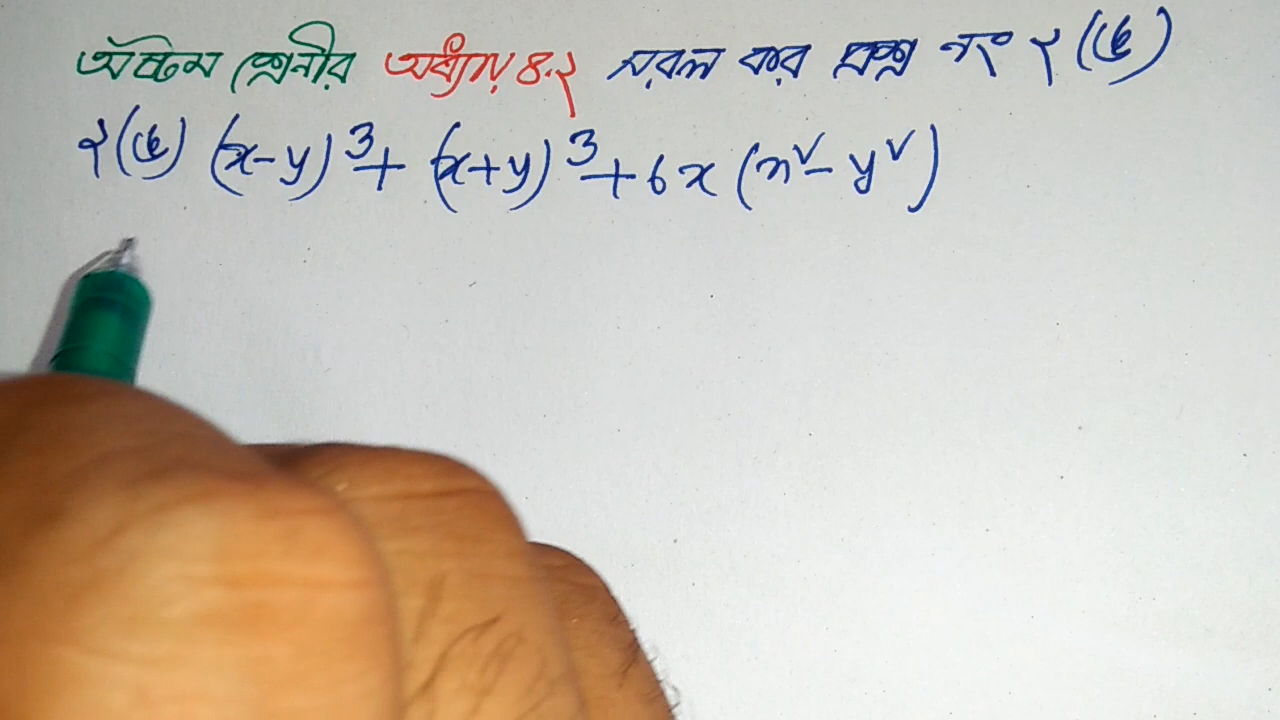 অষ্টম শ্রেনীর অধ্যায় ৪.২ সরল কর প্রশ্ন নং ২(ঙ)
২(ঙ) (x-y)³+ (x+y)³+6x(x²-y²)